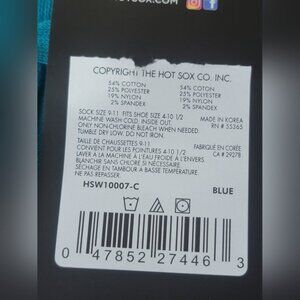 HOTSOX.COM
COPYRIGHT THE HOT SOX CO. INC.
54% COTTON 54% COTTON
25% POLYESTER 25% POLYESTER
19% NYLON 19% NYLON
2% SPANDEX 2% SPANDEX
SOCK SIZE 9-11 FITS SHOE SIZE 4-10 1/2 MADE IN KOREA
MACHINE WASH COLD. INSIDE OUT. RN # 55365
ONLY NON-CHLORINE BLEACH WHEN NEEDED
TUMBLE DRY LOW. DO NOT IRON.
TAILLE DE CHAUSSETTES 9-11 FABRIQUÉ EN CORÉE
CONVIENT POUR LES POINTURES 4-10 1/2 CA # 29278
LAVER A LA MACHINE À L'EAU FROIDE À L'ENVERS
BLANCHIR SANS CHLORE SI NÉCESSAIRE
SÉCHAGE EN TAMBOUR À BASSE TEMPÉRATURE.
NE PAS REPASSER.
HSW10007-C BLUE
0 47852 27446 3